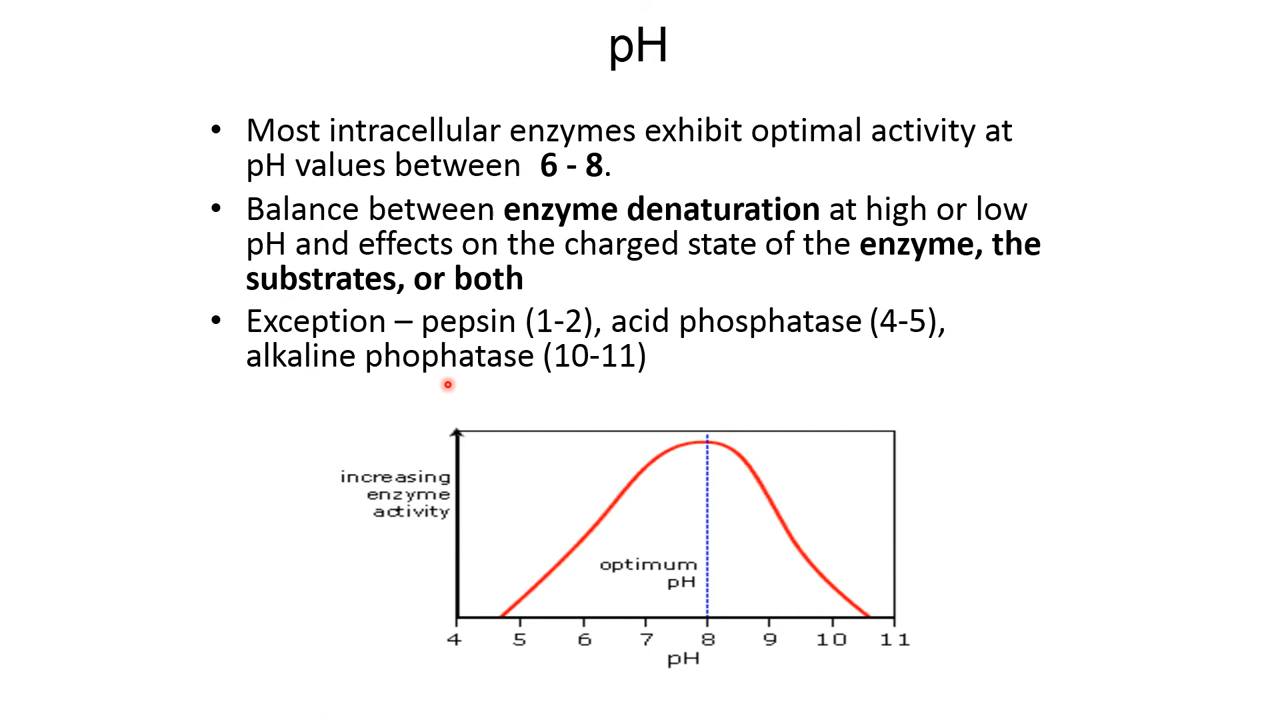 pH
• Most intracellular enzymes exhibit optimal activity at
pH values between 6 - 8.
• Balance between enzyme denaturation at high or low
pH and effects on the charged state of the enzyme, the
substrates, or both
• Exception – pepsin (1-2), acid phosphatase (4-5),
alkaline phophatase (10-11)
increasing
enzyme
activity
optimum
pH
4 5 6 7 8 9 10 11
pH